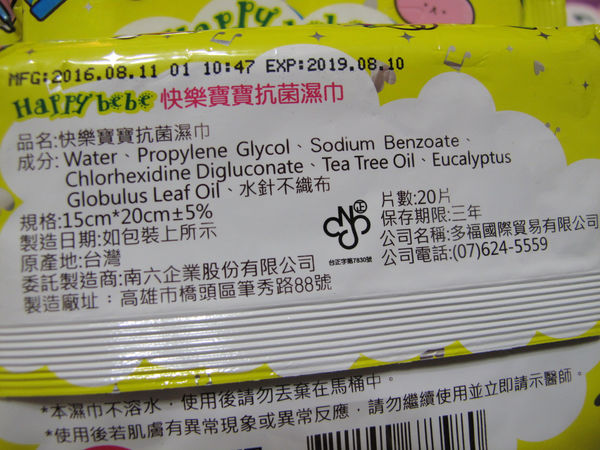 Happy bebe
MFG:2016.08.11 01 10:47 EXP:2019.08.10
Happy bebe 快樂寶寶抗菌濕巾
品名:快樂寶寶抗菌濕巾
成分: Water、Propylene Glycol、Sodium Benzoate、
Chlorhexidine Digluconate、Tea Tree Oil、Eucalyptus
Globulus Leaf Oil、水針不織布
規格:15cm*20cm±5%
製造日期:如包裝上所示
原產地:台灣
委託製造商:南六企業股份有限公司
製造廠址：高雄市橋頭區筆秀路88號
正
CNS
台正字第7830號
片數:20片
保存期限:三年
公司名稱:多福國際貿易有限公司
公司電話:(07)624-5559
*本濕巾不溶水，使用後請勿丟棄在馬桶中。
*使用後若肌膚有異常現象或異常反應，請勿繼續使用並立即請示醫師。